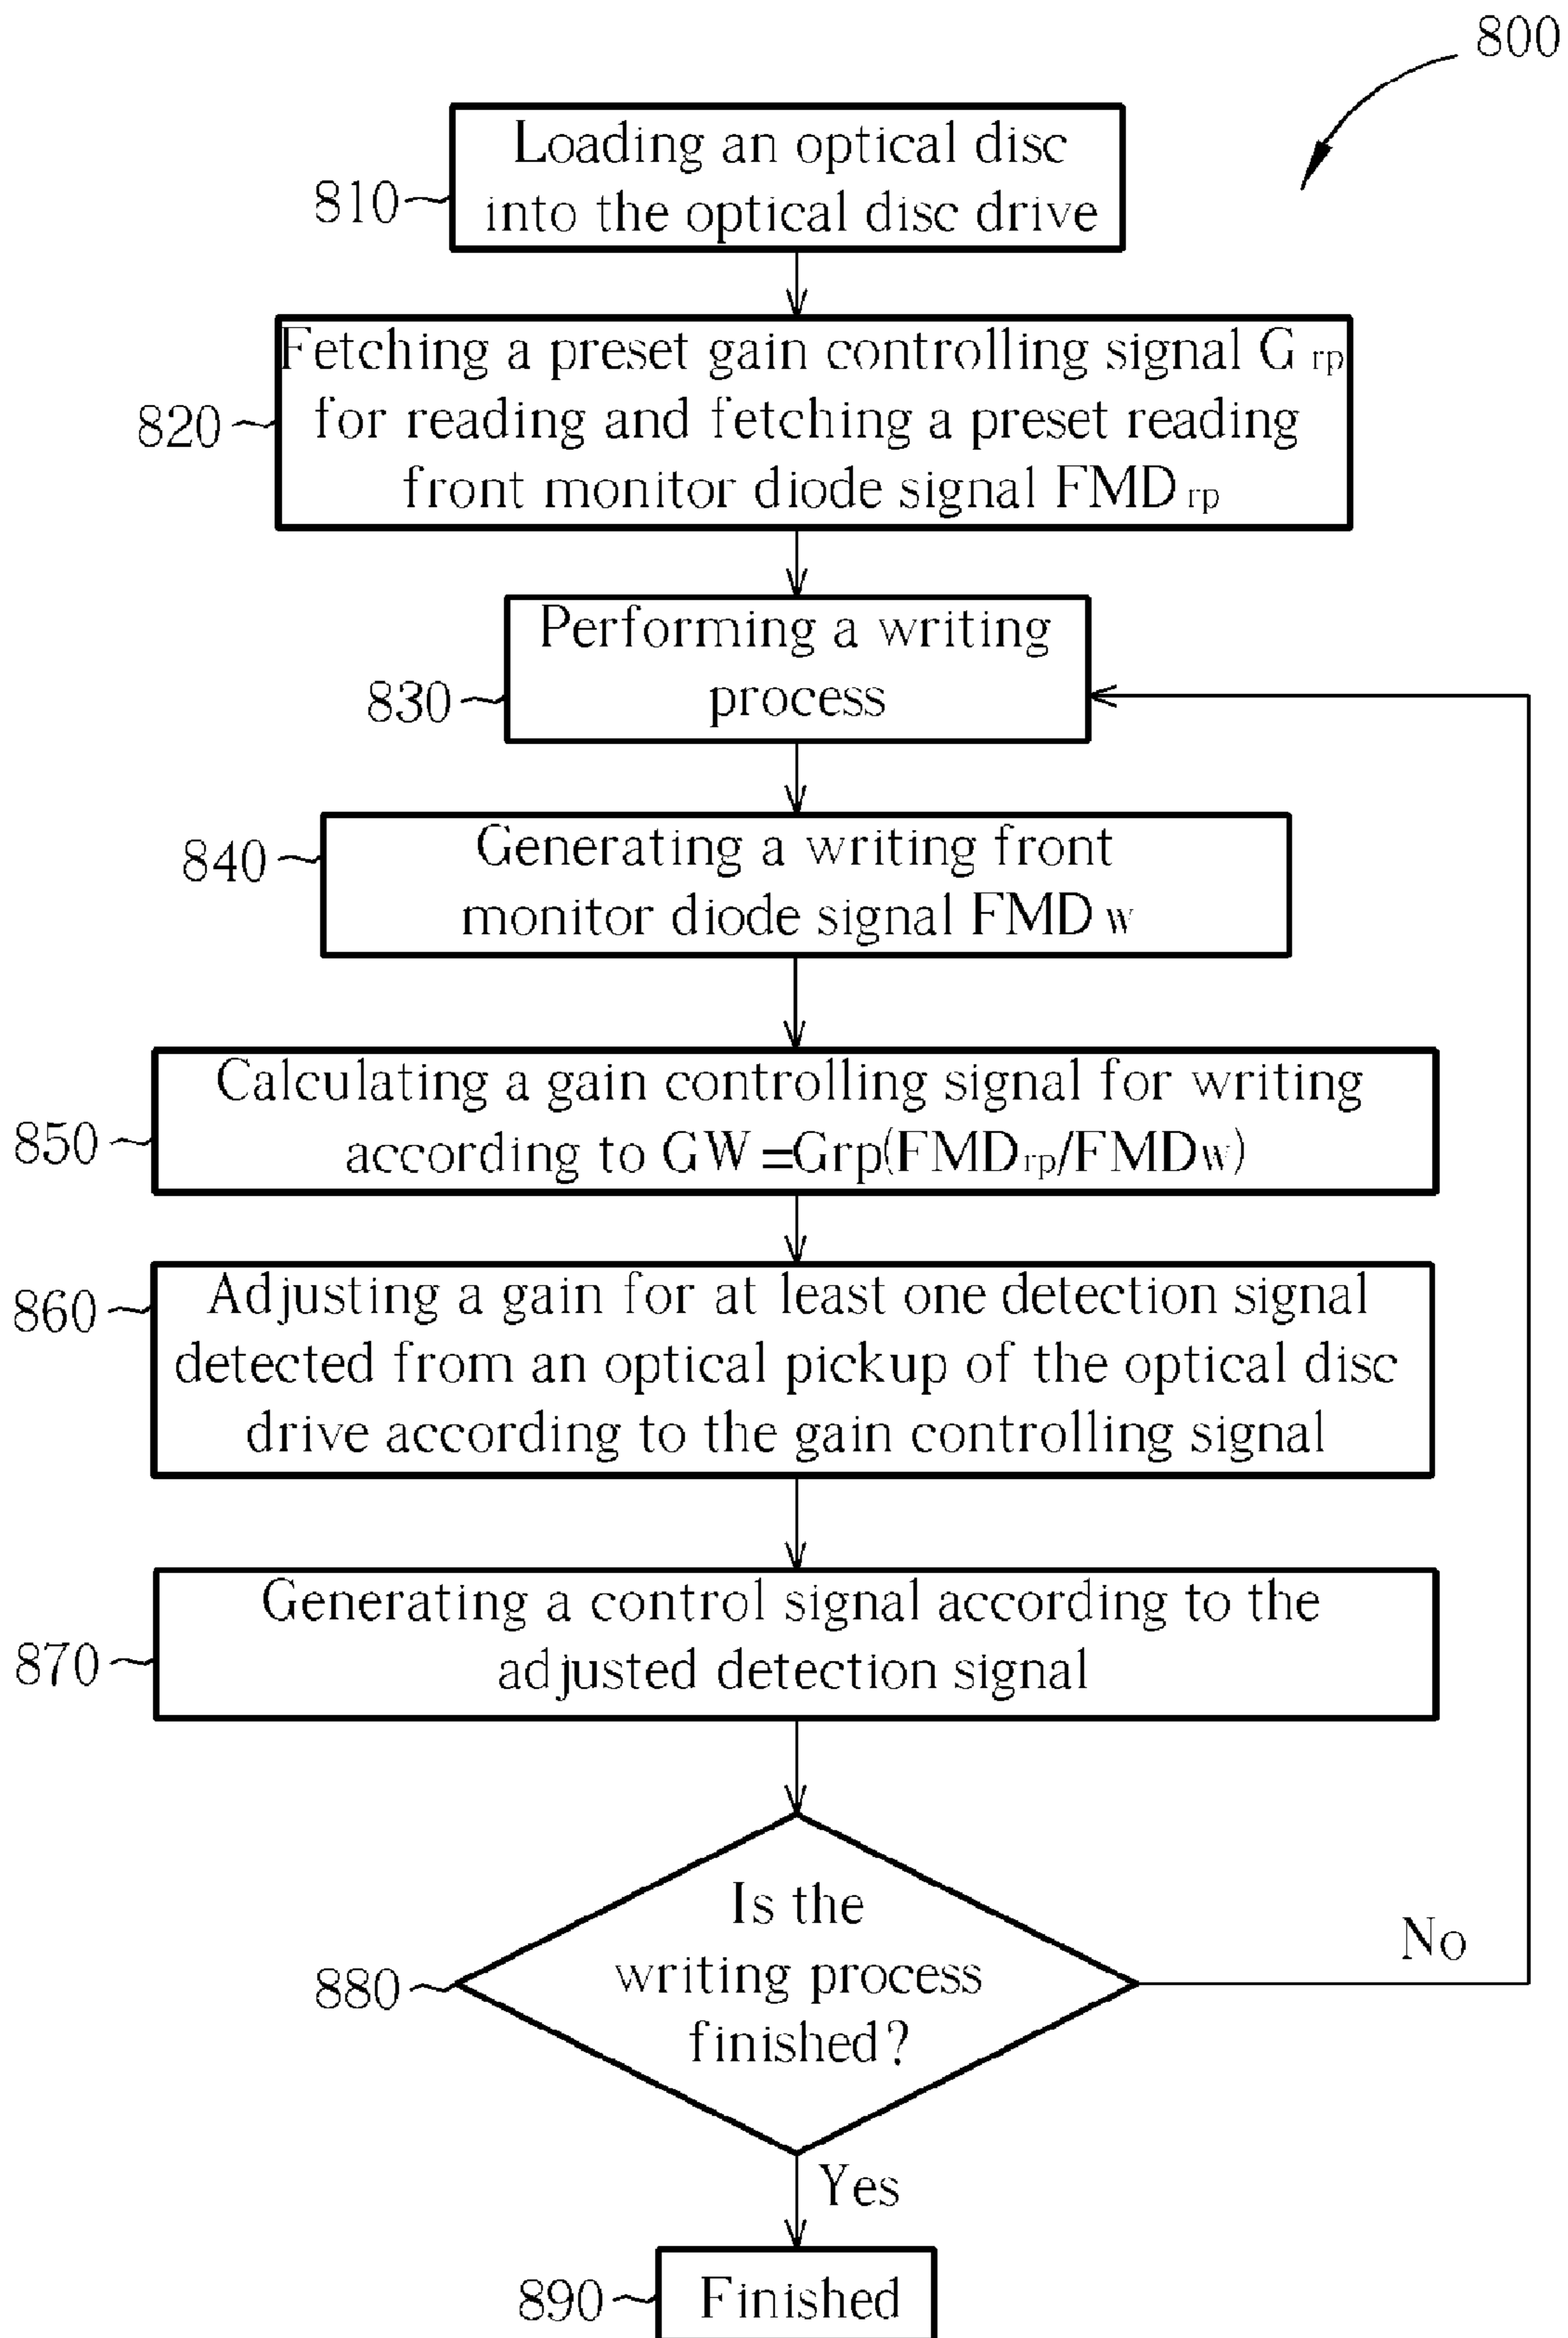 800
Loading an optical disc
into the optical disc drive
810
Fetching a preset gain controlling signal G rp
for reading and fetching a preset reading
front monitor diode signal FMD rp
820
Performing a writing
process
830
Generating a writing front
monitor diode signal FMD w
840
Calculating a gain controlling signal for writing
according to GW=Grp(FMDrp/FMDw)
850
Adjusting a gain for at least one detection signal
detected from an optical pickup of the optical disc
drive according to the gain controlling signal
860
Generating a control signal according to the
adjusted detection signal
870
Is the
writing process
finished?
880
No
Yes
Finished
890